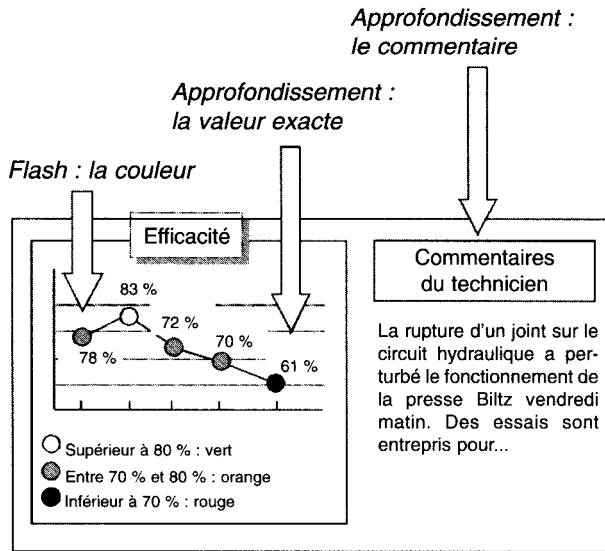 Approfondissement :
le commentaire
Approfondissement :
la valeur exacte
Flash : la couleur
Efficacité
83 %
72 %
70 %
78 %
61 %
Supérieur à 80 % : vert
Entre 70 % et 80 % : orange
Inférieur à 70 % : rouge
Commentaires
du technicien
La rupture d'un joint sur le
circuit hydraulique a per-
turbé le fonctionnement de
la presse Biltz vendredi
matin. Des essais sont
entrepris pour...